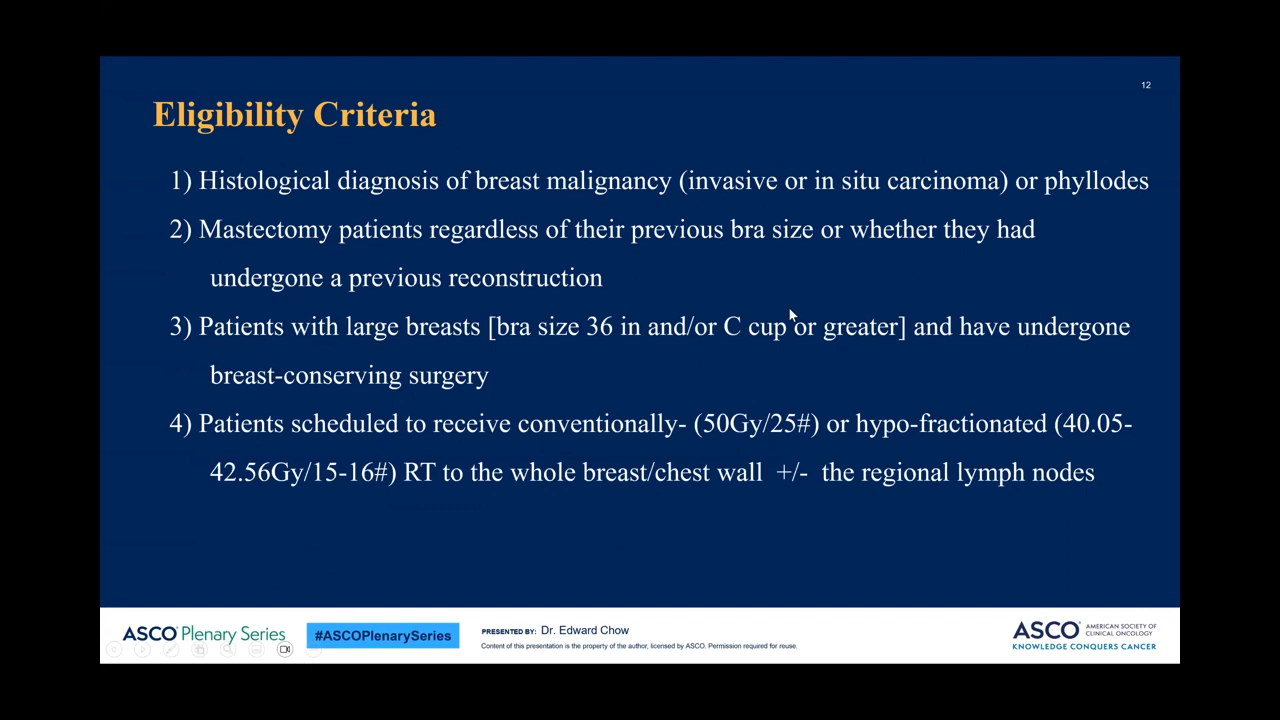 12
Eligibility Criteria
1) Histological diagnosis of breast malignancy (invasive or in situ carcinoma) or phyllodes
2) Mastectomy patients regardless of their previous bra size or whether they had
undergone a previous reconstruction
3) Patients with large breasts [bra size 36 in and/or C cup or greater] and have undergone
breast-conserving surgery
4) Patients scheduled to receive conventionally- (50Gy/25#) or hypo-fractionated (40.05-
42.56Gy/15-16#) RT to the whole breast/chest wall +/- the regional lymph nodes
ASCO Plenary Series
#ASCOPlenarySeries
PRESENTED BY: Dr. Edward Chow
Content of this presentation is the property of the author, licensed by ASCO. Permission required for reuse.
ASCO AMERICAN SOCIETY OF
CLINICAL ONCOLOGY
KNOWLEDGE CONQUERS CANCER